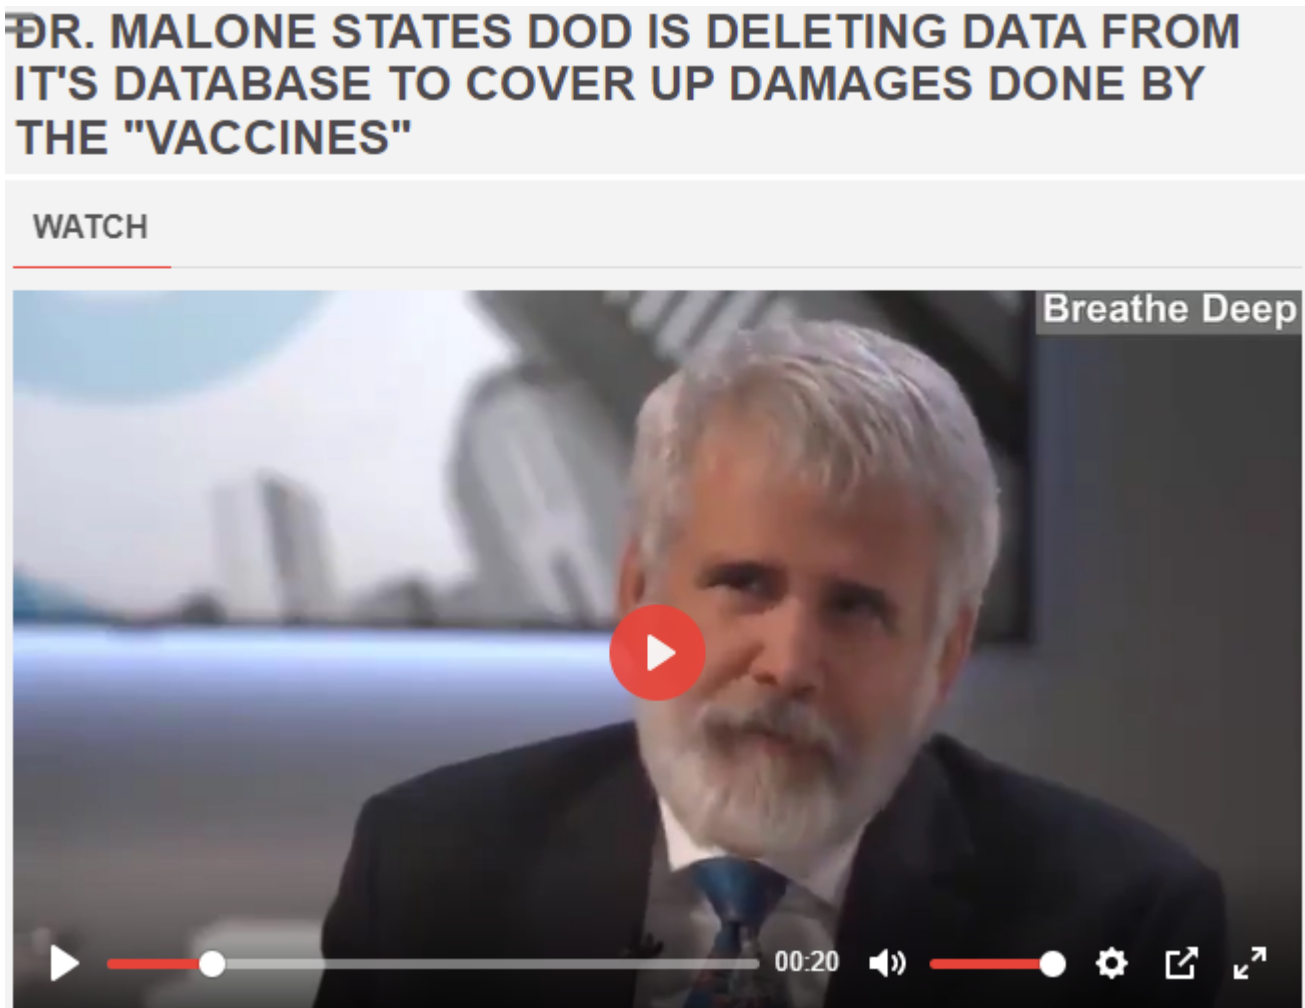 DR. MALONE STATES DOD IS DELETING DATA FROM
IT'S DATABASE TO COVER UP DAMAGES DONE BY
THE "VACCINES"
WATCH
Breathe Deep
00:20